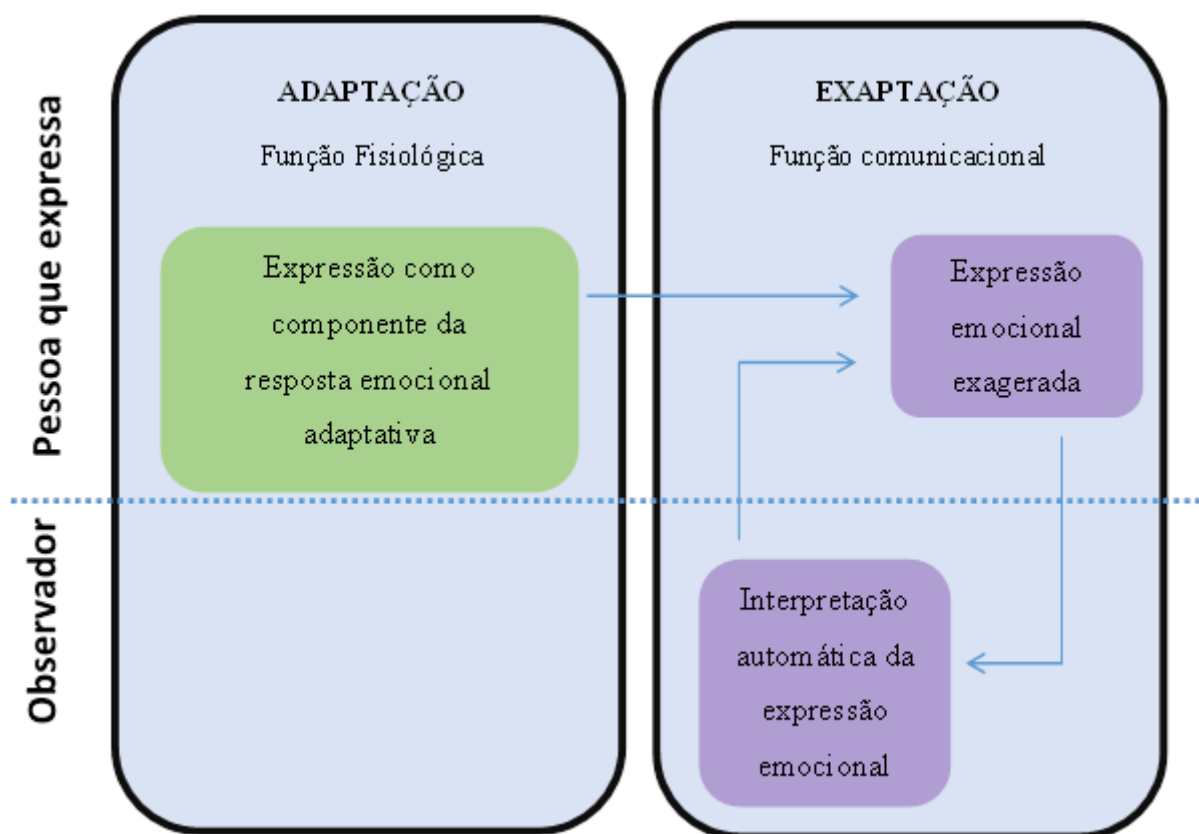 Pessoa que expressa
Observador
ADAPTAÇÃO
Função Fisiológica
Expressão como
componente da
resposta emocional
adaptativa
EXAPTAÇÃO
Função comunicacional
Expressão
emocional
exagerada
Interpretação
automática da
expressão
emocional